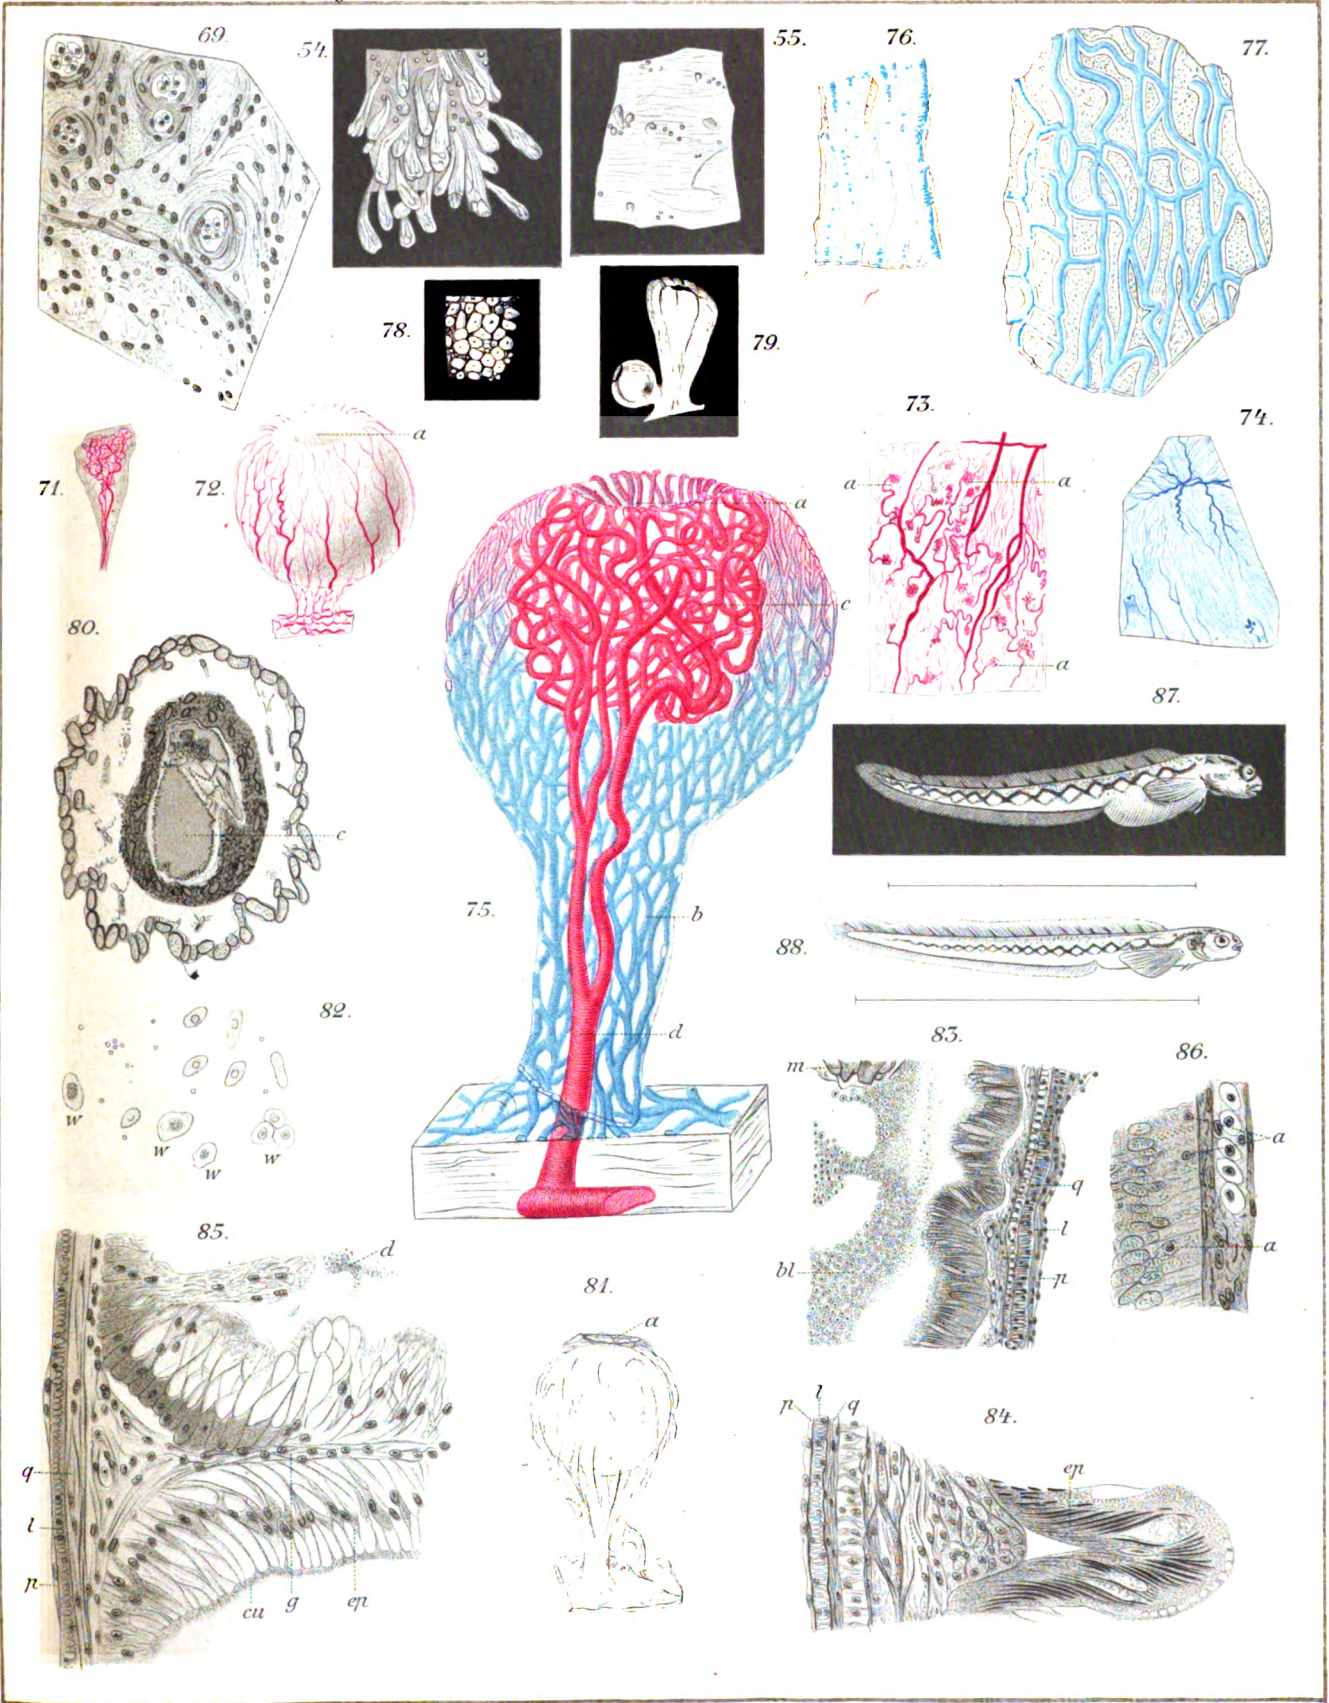 69.
54.
55.
76.
77.
78.
79.
73.
74.
71.
72.
a
a
a
a
a
c
80.
87.
c
75.
b
88.
82.
d
83.
86.
m
w
w
w
w
a
q
l
bl
a
p
85.
d
81.
a
l
p
q
84.
ep
q
l
p
cu
g
ep